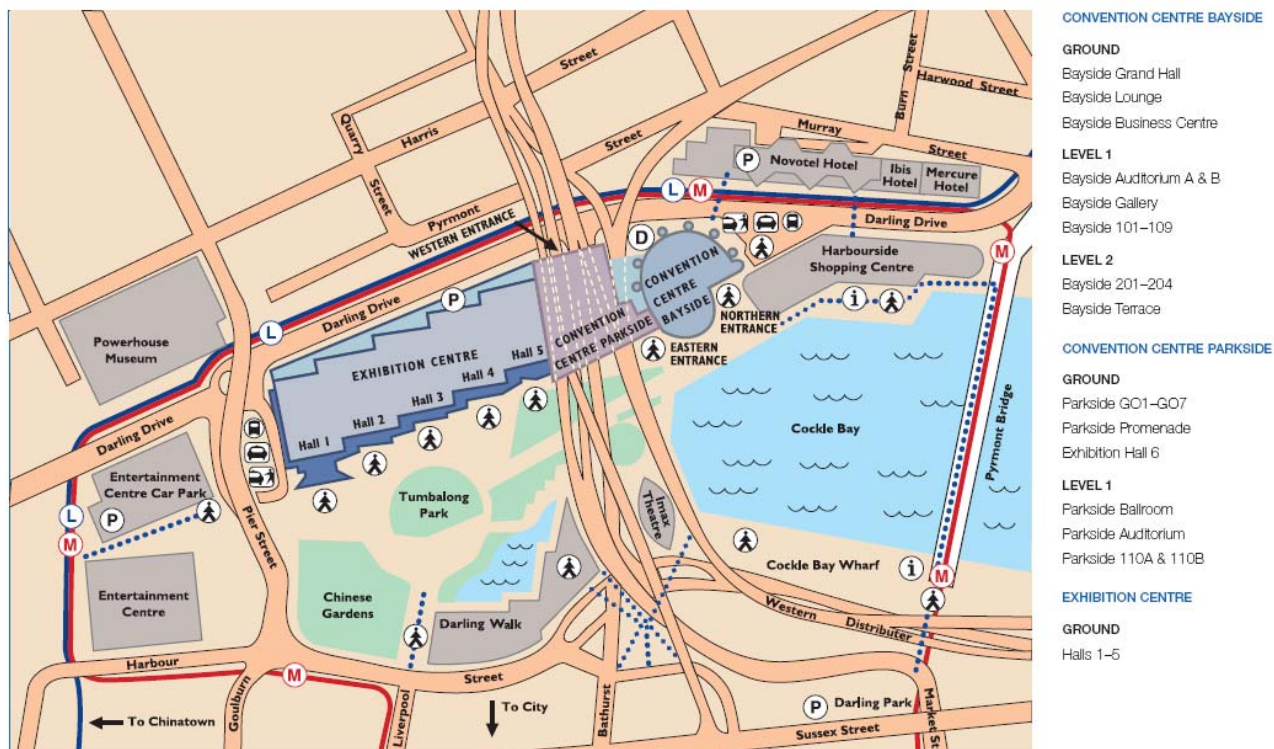 Street
Harris
Quarry
Street
Pyrmont
Street
WESTERN ENTRANCE
Burn Street
Harwood Street
Murray
Street
P
Novotel Hotel
Ibis
Hotel
Mercure
Hotel
L
M
Darling Drive
D
CONVENTION
CENTRE
BAYSIDE
Harbourside
Shopping Centre
M
i
NORTHERN
ENTRANCE
EASTERN
ENTRANCE
CONVENTION
CENTRE PARKSIDE
P
Darling Drive
L
Powerhouse
Museum
EXHIBITION CENTRE
Hall 5
Hall 4
Hall 3
Hall 2
Hall 1
Cockle Bay
Pyrmont Bridge
Darling Drive
Entertainment
Centre Car Park
P
L
M
Pier Street
Tumbalong
Park
Imax
Theatre
Cockle Bay Wharf
i
M
Entertainment
Centre
Chinese
Gardens
Darling Walk
Western Distributer
Harbour
Street
M
Goulburn
Liverpool
Bathurst
To Chinatown
To City
P
Darling Park
Sussex Street
Market St
CONVENTION CENTRE BAYSIDE
GROUND
Bayside Grand Hall
Bayside Lounge
Bayside Business Centre
LEVEL 1
Bayside Auditorium A & B
Bayside Gallery
Bayside 101–109
LEVEL 2
Bayside 201–204
Bayside Terrace
CONVENTION CENTRE PARKSIDE
GROUND
Parkside GO1–GO7
Parkside Promenade
Exhibition Hall 6
LEVEL 1
Parkside Ballroom
Parkside Auditorium
Parkside 110A & 110B
EXHIBITION CENTRE
GROUND
Halls 1–5